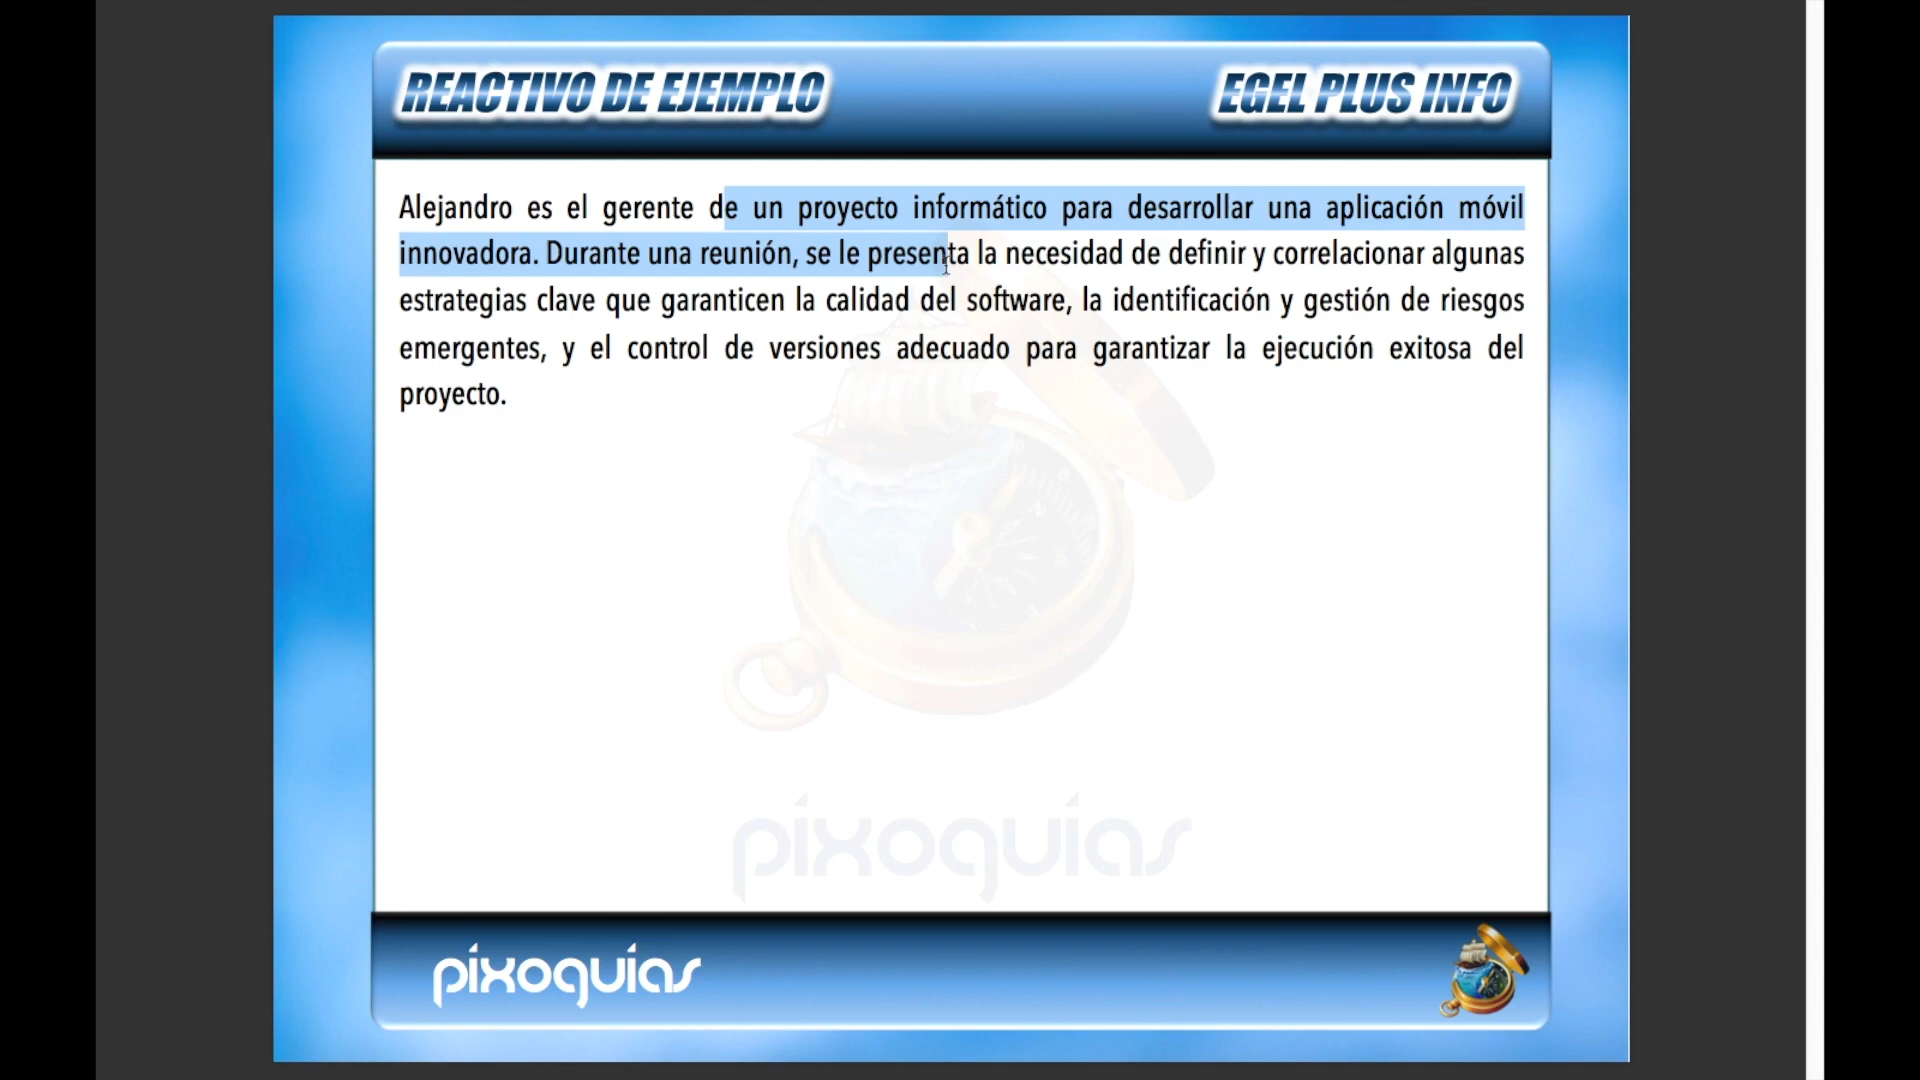 REACTIVO DE EJEMPLO
EGEL PLUS INFO
Alejandro es el gerente de un proyecto informático para desarrollar una aplicación móvil
innovadora. Durante una reunión, se le presenta la necesidad de definir y correlacionar algunas
estrategias clave que garanticen la calidad del software, la identificación y gestión de riesgos
emergentes, y el control de versiones adecuado para garantizar la ejecución exitosa del
proyecto.
pixoguías
pixoguías